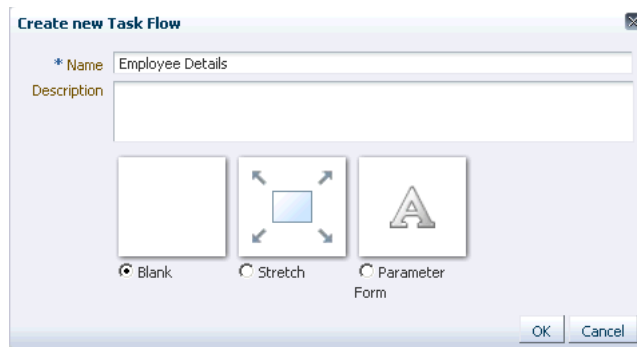 Create new Task Flow
* Name Employee Details
Description
A
Blank Stretch Parameter
Form
OK Cancel